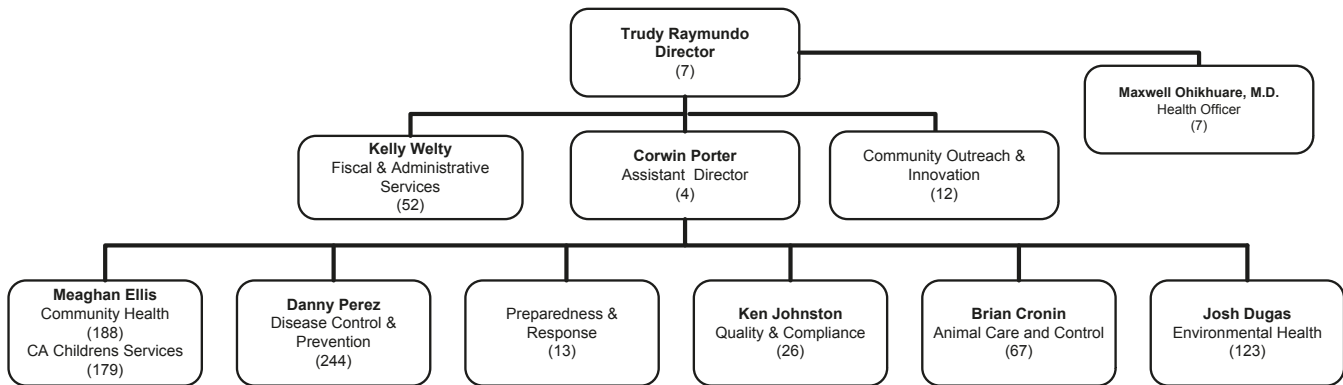 Trudy Raymundo
Director
(7)
Maxwell Ohikhuare, M.D.
Health Officer
(7)
Kelly Welty
Fiscal & Administrative
Services
(52)
Corwin Porter
Assistant Director
(4)
Community Outreach &
Innovation
(12)
Meaghan Ellis
Community Health
(188)
CA Childrens Services
(179)
Danny Perez
Disease Control &
Prevention
(244)
Preparedness &
Response
(13)
Ken Johnston
Quality & Compliance
(26)
Brian Cronin
Animal Care and Control
(67)
Josh Dugas
Environmental Health
(123)